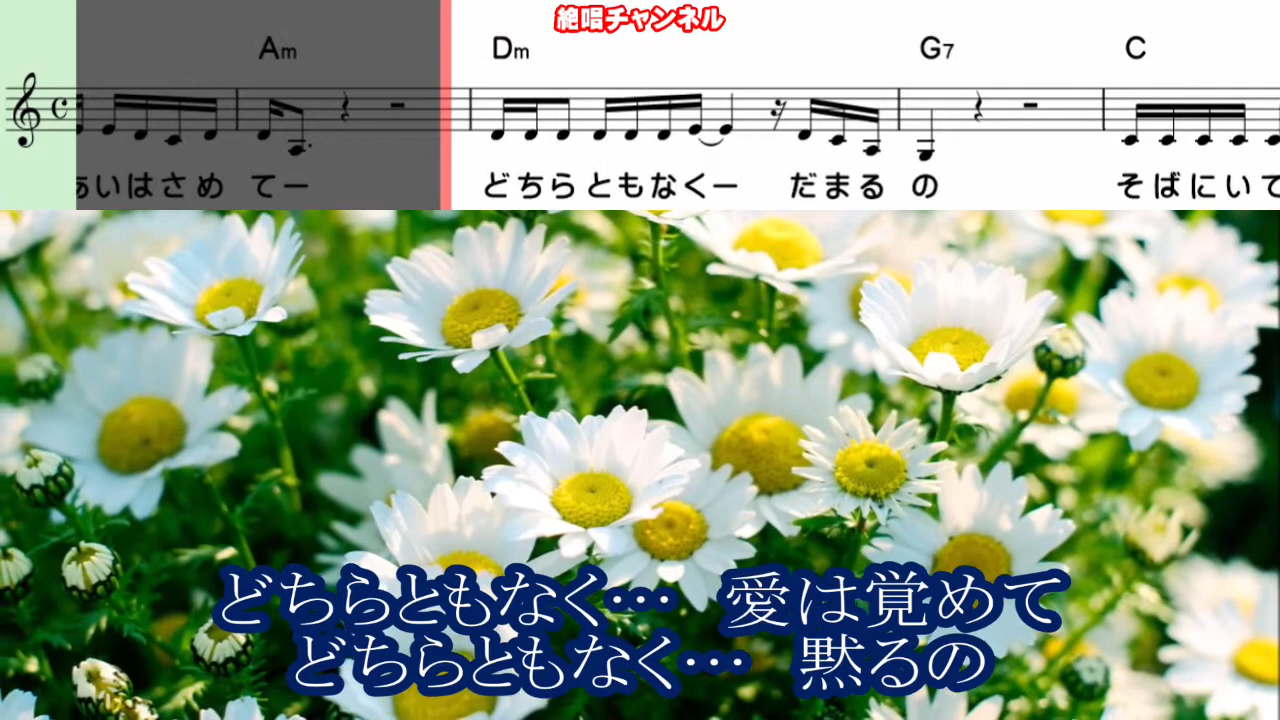 絶唱チャンネル
Am Dm G7 C
あいはさめ てー どちら ともなくー だまる の そばにいて
どちらともなく… 愛は覚めて
どちらともなく… 黙るの